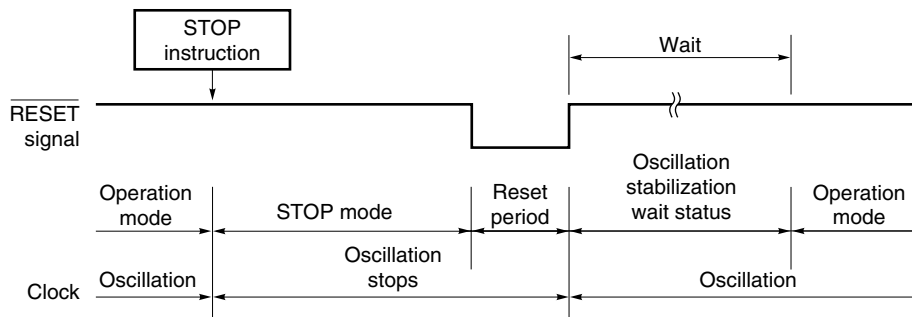 STOP
instruction
Wait
RESET
signal
Operation
mode
STOP mode
Reset
period
Oscillation
stabilization
wait status
Operation
mode
Clock
Oscillation
Oscillation
stops
Oscillation